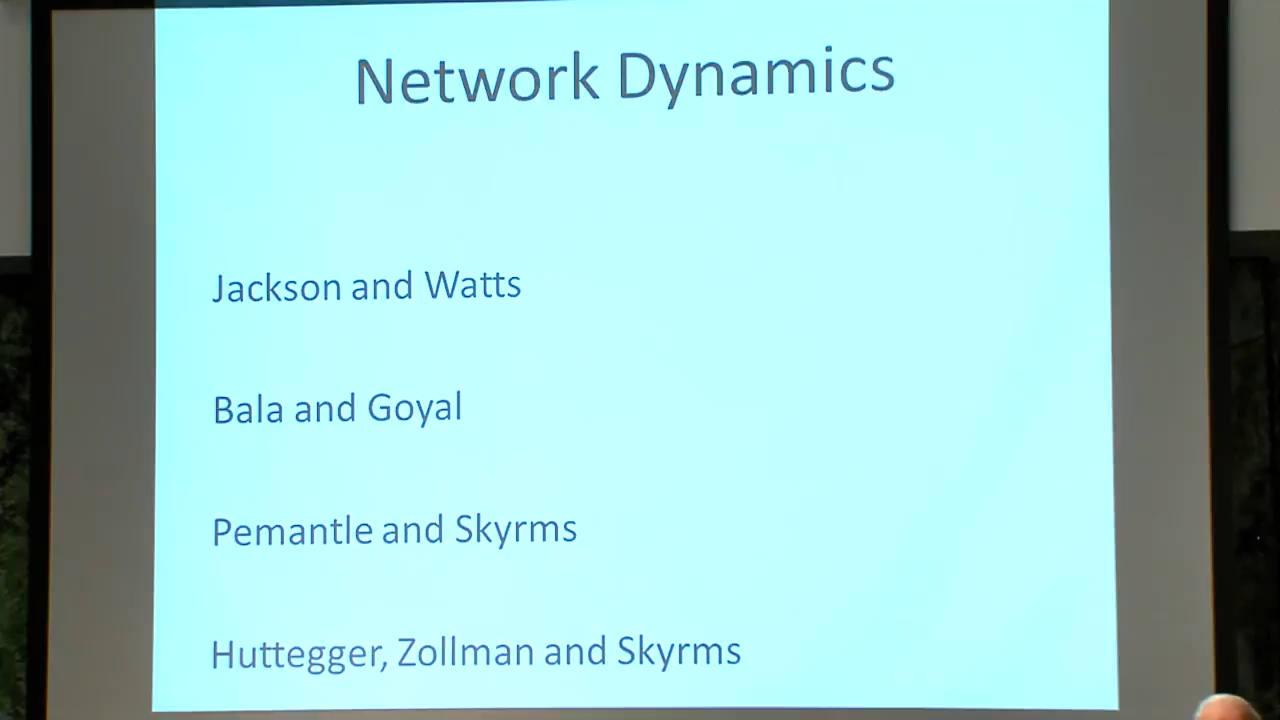 Network Dynamics
Jackson and Watts
Bala and Goyal
Pemantle and Skyrms
Huttegger, Zollman and Skyrms